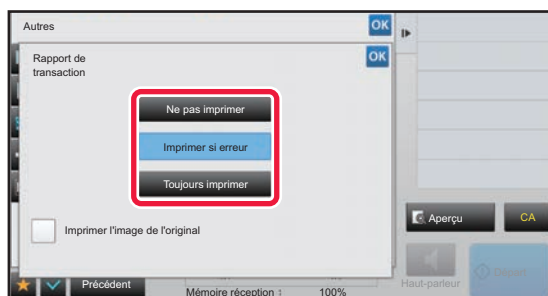 Autres
OK
Rapport de
transaction
OK
Ne pas imprimer
Imprimer si erreur
Toujours imprimer
Imprimer l'image de l'original
Aperçu
CA
Précédent
Mémoire réception :
100%
Haut-parleur
Départ